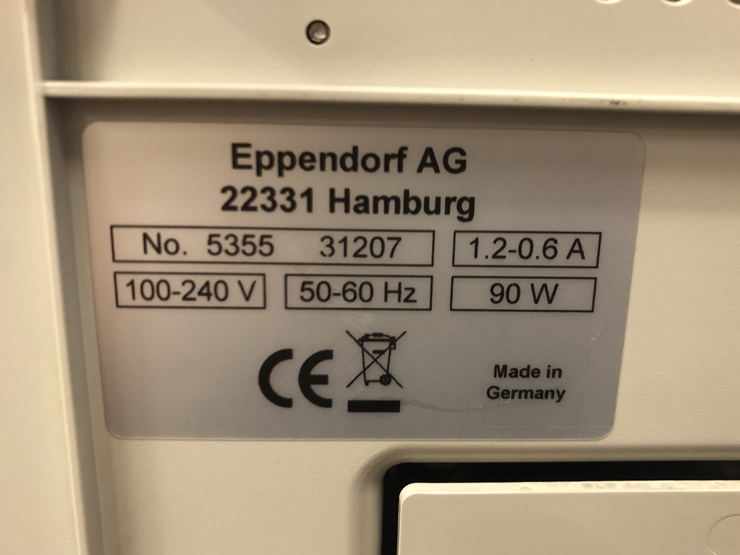 Eppendorf AG
22331 Hamburg
No. 5355 31207 1.2-0.6 A
100-240 V 50-60 Hz 90 W
CE
Made in
Germany